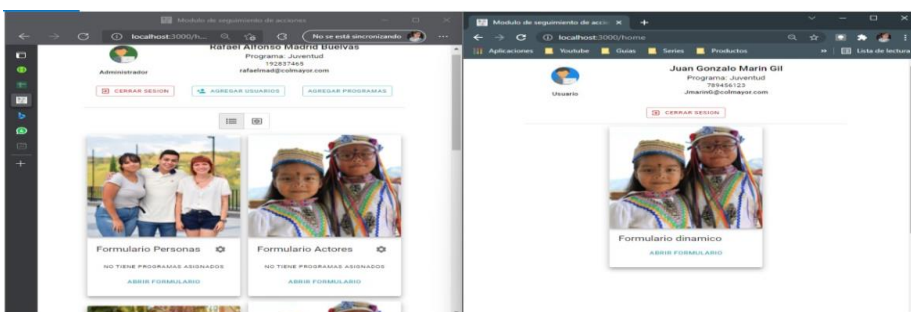 Modulo de seguimiento de acciones
localhost:3000/h...
No se está sincronizando
Rafael Alfonso Madrid Buelvas
Programa: Juventud
192837465
rafaelmad@colmayor.com
Administrador
CERRAR SESION
AGREGAR USUARIOS
AGREGAR PROGRAMAS
Formulario Personas
NO TIENE PROGRAMAS ASIGNADOS
ABRIR FORMULARIO
Formulario Actores
NO TIENE PROGRAMAS ASIGNADOS
ABRIR FORMULARIO
Modulo de seguimiento de accio
localhost:3000/home
Aplicaciones
Youtube
Guias
Series
Productos
Lista de lectura
Juan Gonzalo Marin Gil
Programa: Juventud
789456123
JmarinG@colmayor.com
Usuario
CERRAR SESION
Formulario dinamico
ABRIR FORMULARIO